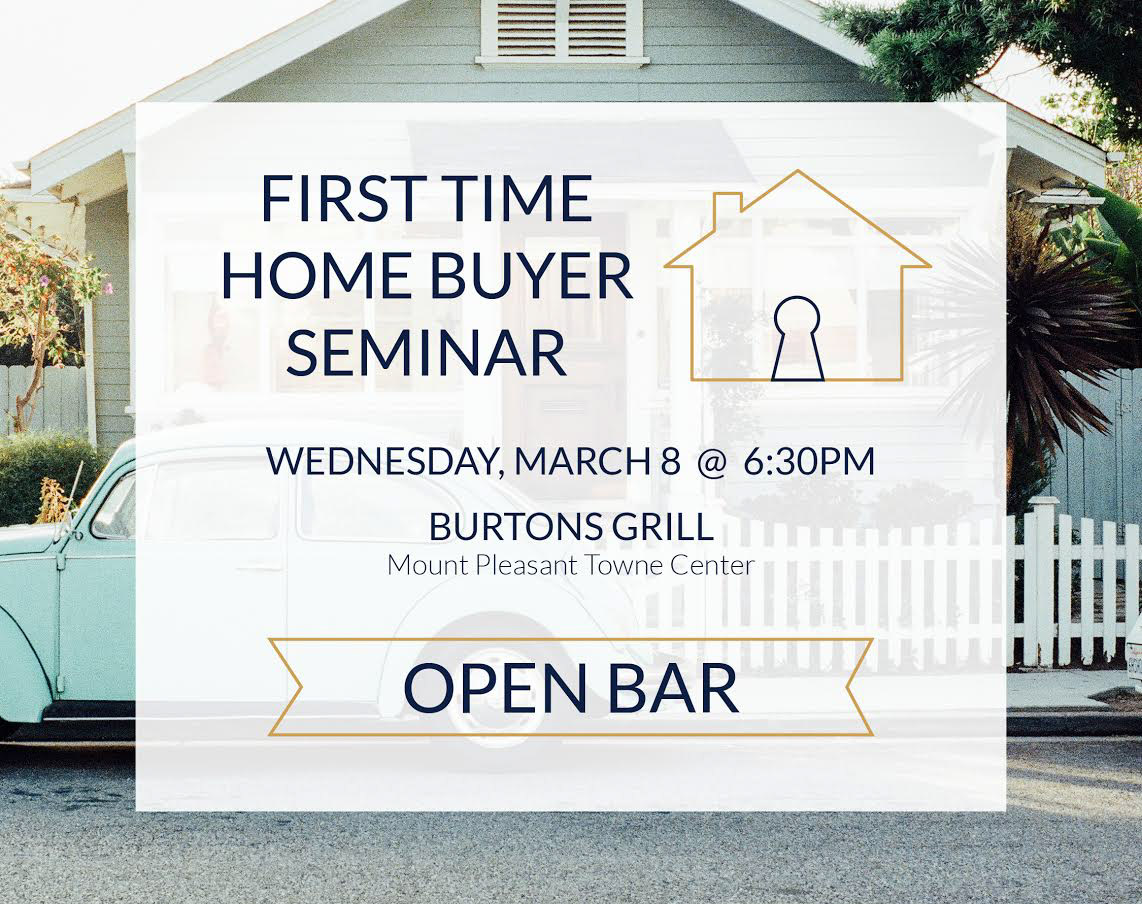 FIRST TIME
HOME BUYER
SEMINAR
WEDNESDAY, MARCH 8 @ 6:30PM
BURTONS GRILL
Mount Pleasant Towne Center
OPEN BAR